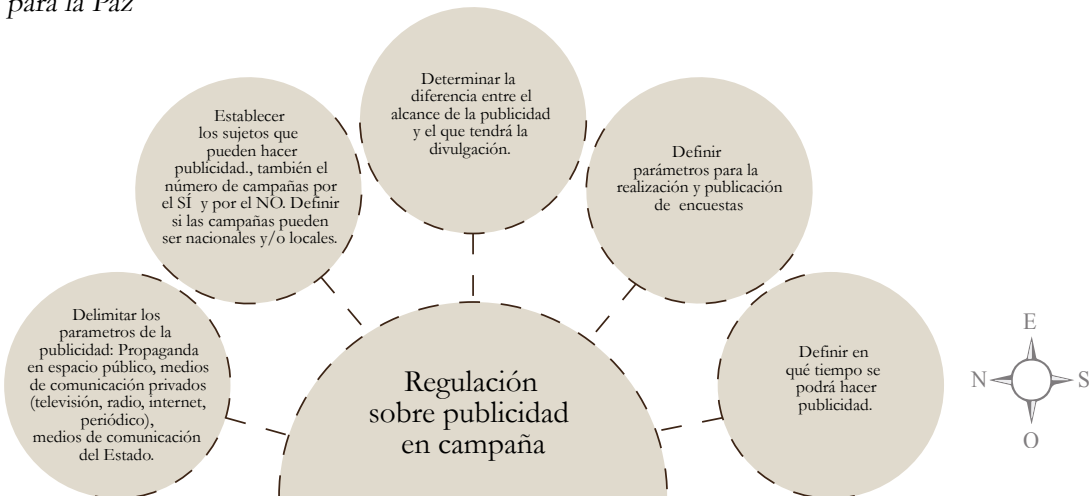 para la Paz
Determinar la
diferencia entre el
alcance de la publicidad
y el que tendrá la
divulgación.
Establecer
los sujetos que
pueden hacer
publicidad., también el
número de campañas por
el SÍ y por el NO. Definir
si las campañas pueden
ser nacionales y/o locales.
Definir
parámetros para la
realización y publicación
de encuestas
Delimitar los
parametros de la
publicidad: Propaganda
en espacio público, medios
de comunicación privados
(televisión, radio, internet,
periódico),
medios de comunicación
del Estado.
Definir en
qué tiempo se
podrá hacer
publicidad.
Regulación
sobre publicidad
en campaña
E
N
S
O